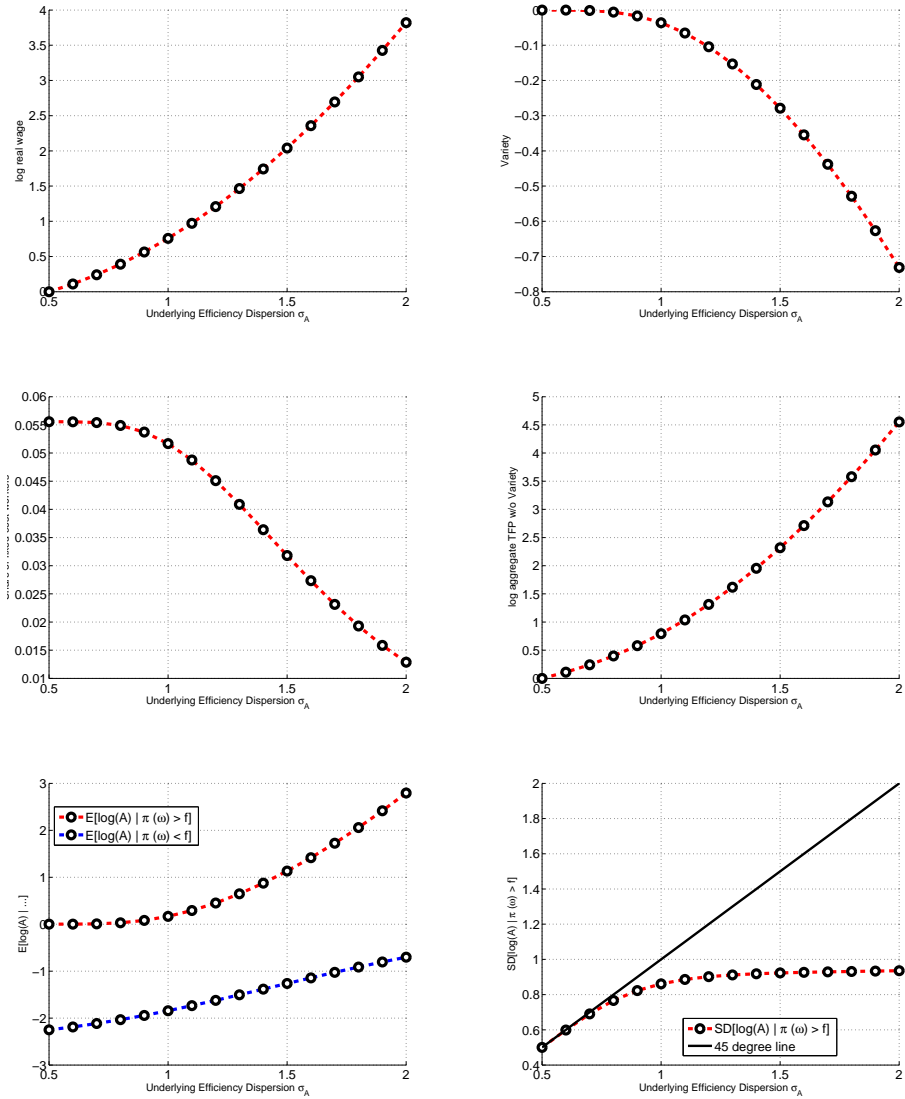 4
3.5
3
2.5
2
1.5
1
0.5
0
0.5 1 1.5 2
log real wage
Underlying Efficiency Dispersion σA
0
−0.1
−0.2
−0.3
−0.4
−0.5
−0.6
−0.7
−0.8
0.5 1 1.5 2
Variety
Underlying Efficiency Dispersion σA
0.06
0.055
0.05
0.045
0.04
0.035
0.03
0.025
0.02
0.015
0.01
0.5 1 1.5 2
Underlying Efficiency Dispersion σA
5
4.5
4
3.5
3
2.5
2
1.5
1
0.5
0
0.5 1 1.5 2
log aggregate TFP w/o Variety
Underlying Efficiency Dispersion σA
3
2
1
0
−1
−2
−3
0.5 1 1.5 2
E[log(A) | ...]
Underlying Efficiency Dispersion σA
E[log(A) | π (ω) > f]
E[log(A) | π (ω) < f]
2
1.8
1.6
1.4
1.2
1
0.8
0.6
0.4
0.5 1 1.5 2
SD[log(A) | π (ω) > f]
Underlying Efficiency Dispersion σA
SD[log(A) | π (ω) > f]
45 degree line